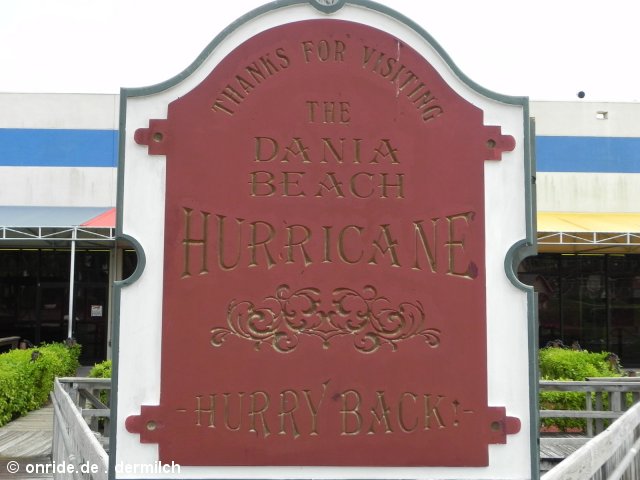 THANKS FOR VISITING
THE
DANIA
BEACH
HURRICANE
-HURRY BACK!-
© onride.de . dermilch